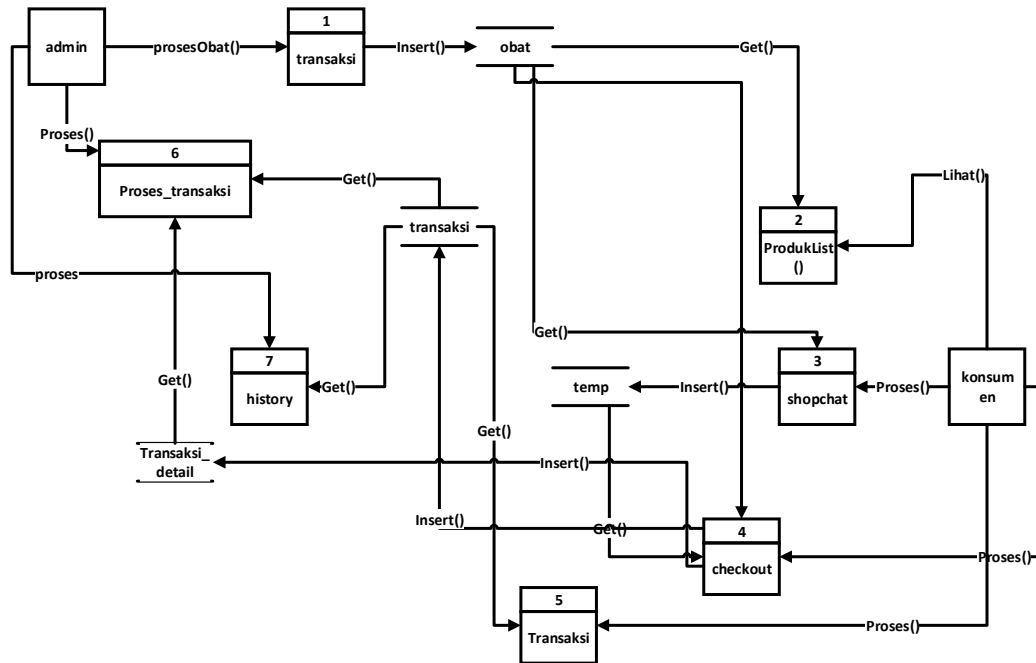 admin
prosesObat()
1
transaksi
Insert()
obat
Get()
Proses()
6
Proses_transaksi
Get()
transaksi
Lihat()
2
ProdukList
()
proses
Get()
7
history
Get()
Get()
temp
Insert()
3
shopchat
Proses()
konsum
en
Get()
Transaksi_
detail
Insert()
Insert()
Get()
4
checkout
Proses()
5
Transaksi
Proses()